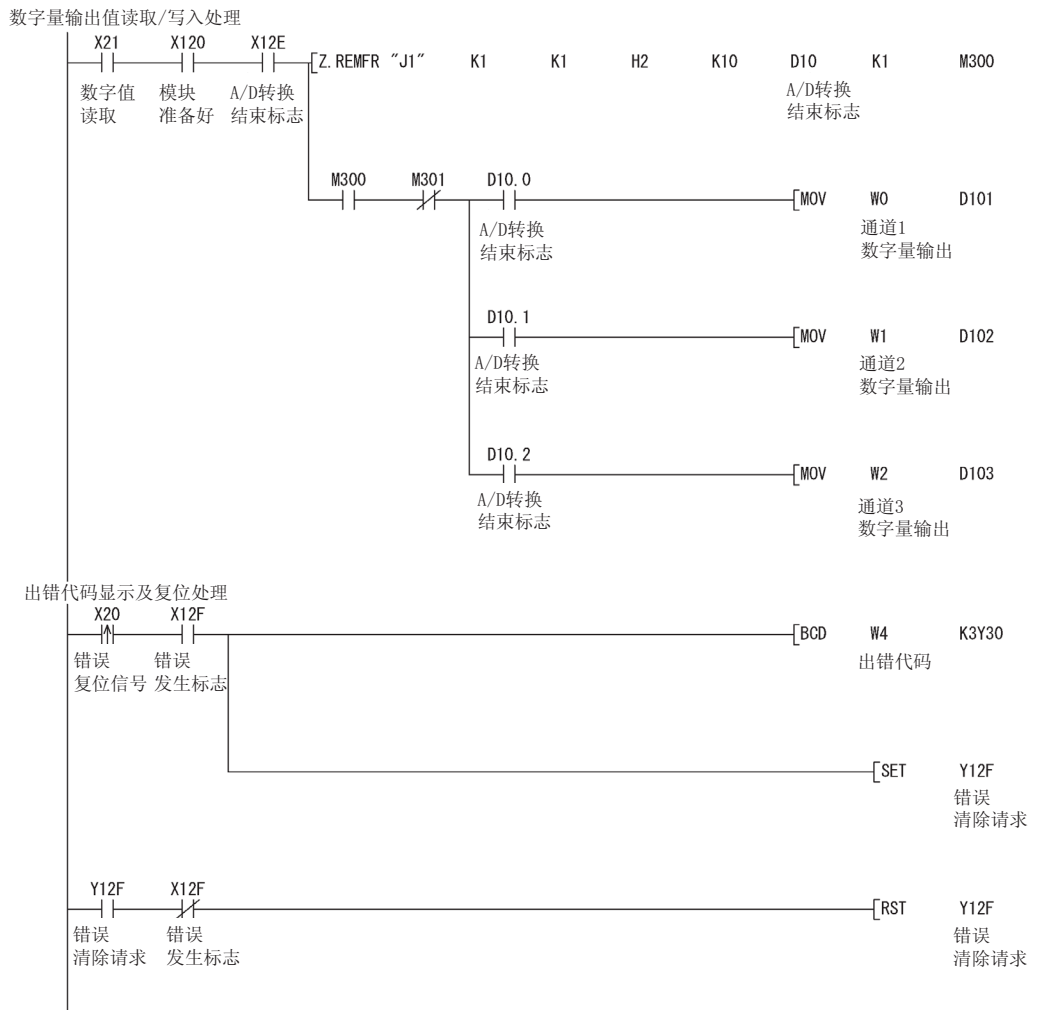 数字量输出值读取/写入处理
X21 X120 X12E
[Z.REMFR "J1" K1 K1 H2 K10 D10 K1 M300
数字值 模块 A/D转换 A/D转换
读取 准备好 结束标志 结束标志
M300 M301 D10.0
[MOV W0 D101
A/D转换 通道1
结束标志 数字量输出
D10.1
[MOV W1 D102
A/D转换 通道2
结束标志 数字量输出
D10.2
[MOV W2 D103
A/D转换 通道3
结束标志 数字量输出
出错代码显示及复位处理
X20 X12F
[BCD W4 K3Y30
错误 错误 出错代码
复位信号 发生标志
[SET Y12F
错误
清除请求
Y12F X12F
[RST Y12F
错误 错误 错误
清除请求 发生标志 清除请求